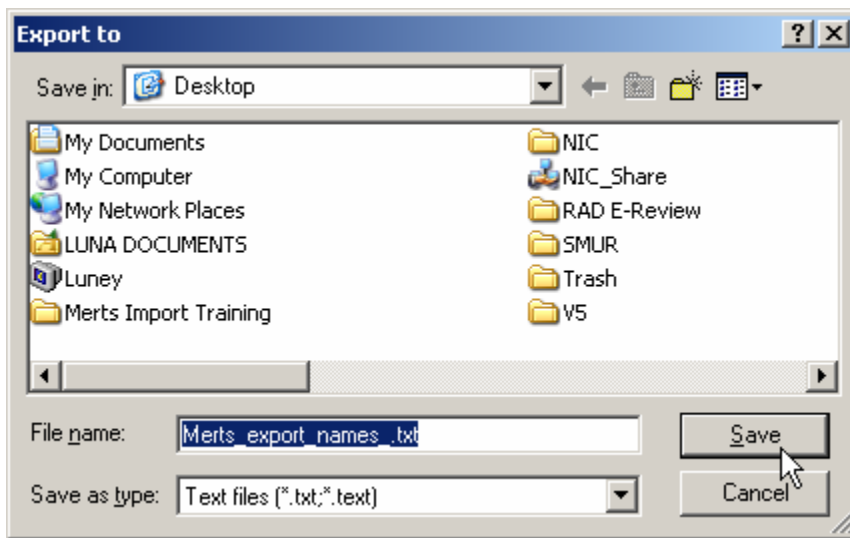 Export to
Save in: Desktop
My Documents
My Computer
My Network Places
LUNA DOCUMENTS
Luney
Merts Import Training
NIC
NIC_Share
RAD E-Review
SMUR
Trash
V5
File name: Merts_export_names_.txt Save
Save as type: Text files (*.txt;*.text) Cancel